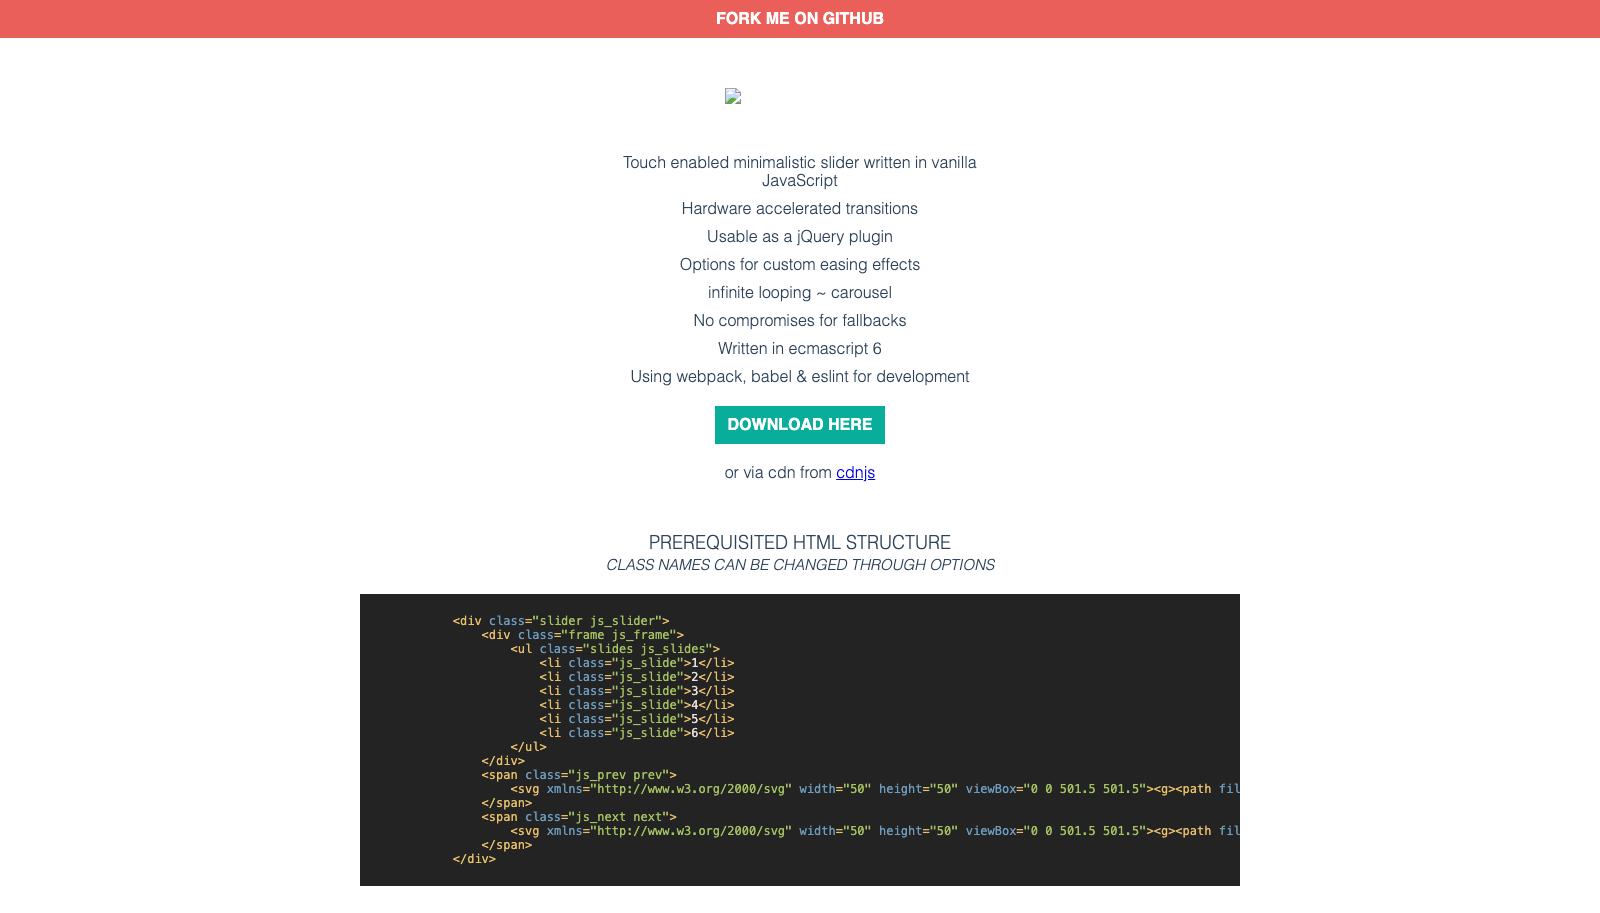 FORK ME ON GITHUB
Touch enabled minimalistic slider written in vanilla
JavaScript
Hardware accelerated transitions
Usable as a jQuery plugin
Options for custom easing effects
infinite looping ~ carousel
No compromises for fallbacks
Written in ecmascript 6
Using webpack, babel & eslint for development
DOWNLOAD HERE
or via cdn from cdnjs
PREREQUISITED HTML STRUCTURE
CLASS NAMES CAN BE CHANGED THROUGH OPTIONS
<div class="slider js_slider">
<div class="frame js_frame">
<ul class="slides js_slides">
<li class="js_slide">1</li>
<li class="js_slide">2</li>
<li class="js_slide">3</li>
<li class="js_slide">4</li>
<li class="js_slide">5</li>
<li class="js_slide">6</li>
</ul>
</div>
<span class="js_prev prev">
<svg xmlns="http://www.w3.org/2000/svg" width="50" height="50" viewBox="0 0 501.5 501.5"><g><path fil
</span>
<span class="js_next next">
<svg xmlns="http://www.w3.org/2000/svg" width="50" height="50" viewBox="0 0 501.5 501.5"><g><path fil
</span>
</div>